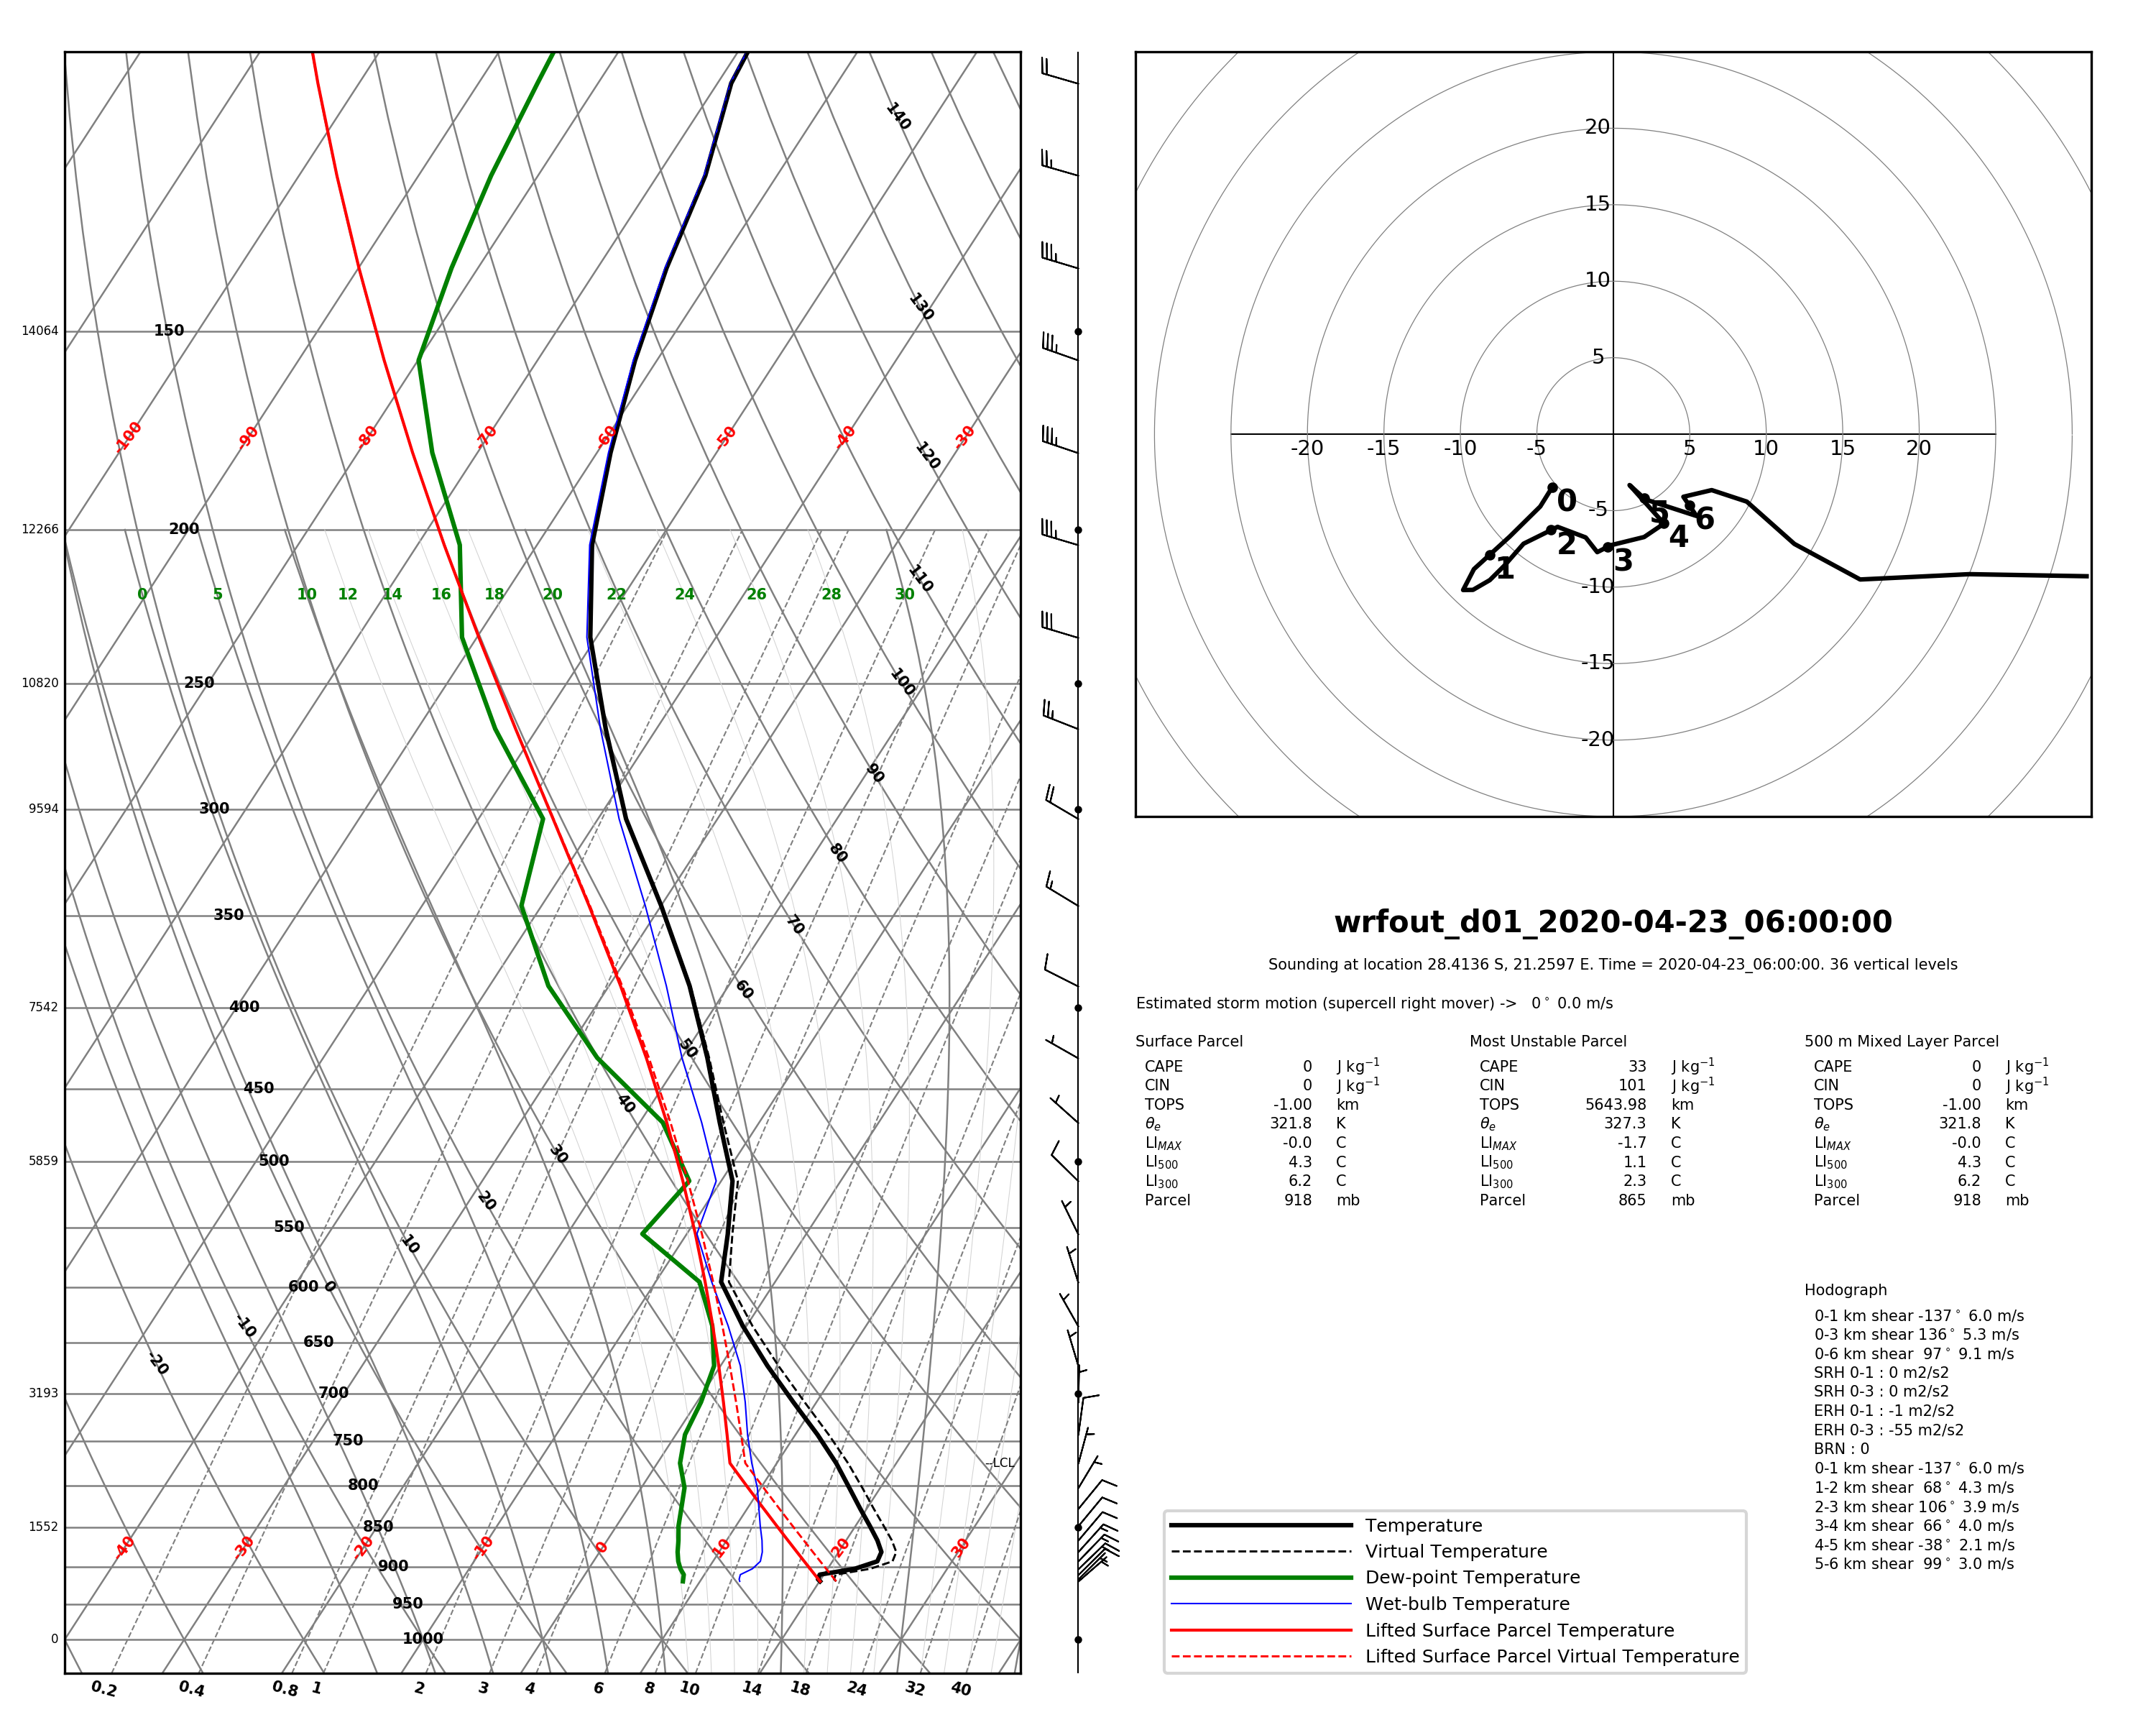 140
130
120
110
100
90
80
70
60
50
40
30
20
10
0
-10
-20
14064 150
-100 -90 -80 -70 -60 -50 -40 -30
12266 200
0 5 10 12 14 16 18 20 22 24 26 28 30
10820 250
9594 300
350
7542 400
450
5859 500
550
600
650
3193 700
750
--LCL
800
1552 850
-40 -30 -20 -10 0 10 20 30
900
950
0 1000
0.2 0.4 0.8 1 2 3 4 6 8 10 14 18 24 32 40
20
15
10
5
-20 -15 -10 -5 5 10 15 20
-5
-10
-15
-20
0 1 2 3 4 5 6
wrfout_d01_2020-04-23_06:00:00
Sounding at location 28.4136 S, 21.2597 E. Time = 2020-04-23_06:00:00. 36 vertical levels
Estimated storm motion (supercell right mover) -> 0° 0.0 m/s
Surface Parcel
CAPE 0 J kg⁻¹
CIN 0 J kg⁻¹
TOPS -1.00 km
θe 321.8 K
LIMAX -0.0 C
LI500 4.3 C
LI300 6.2 C
Parcel 918 mb
Most Unstable Parcel
CAPE 33 J kg⁻¹
CIN 101 J kg⁻¹
TOPS 5643.98 km
θe 327.3 K
LIMAX -1.7 C
LI500 1.1 C
LI300 2.3 C
Parcel 865 mb
500 m Mixed Layer Parcel
CAPE 0 J kg⁻¹
CIN 0 J kg⁻¹
TOPS -1.00 km
θe 321.8 K
LIMAX -0.0 C
LI500 4.3 C
LI300 6.2 C
Parcel 918 mb
Hodograph
0-1 km shear -137° 6.0 m/s
0-3 km shear 136° 5.3 m/s
0-6 km shear 97° 9.1 m/s
SRH 0-1 : 0 m2/s2
SRH 0-3 : 0 m2/s2
ERH 0-1 : -1 m2/s2
ERH 0-3 : -55 m2/s2
BRN : 0
0-1 km shear -137° 6.0 m/s
1-2 km shear 68° 4.3 m/s
2-3 km shear 106° 3.9 m/s
3-4 km shear 66° 4.0 m/s
4-5 km shear -38° 2.1 m/s
5-6 km shear 99° 3.0 m/s
Temperature
Virtual Temperature
Dew-point Temperature
Wet-bulb Temperature
Lifted Surface Parcel Temperature
Lifted Surface Parcel Virtual Temperature